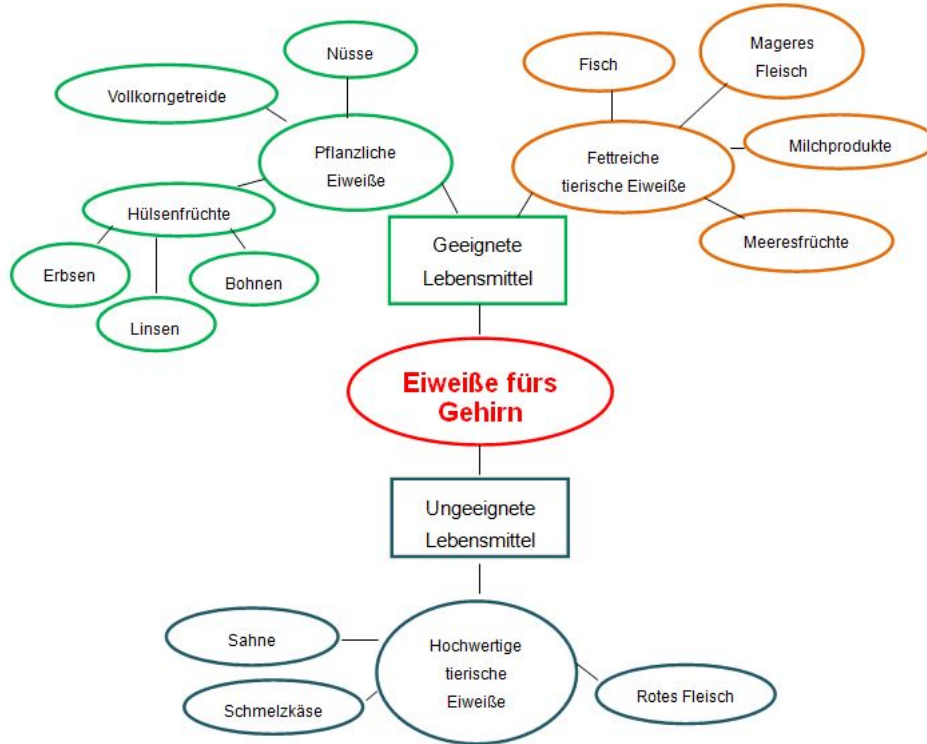 Nüsse
Vollkorngetreide
Pflanzliche
Eiweiße
Hülsenfrüchte
Erbsen
Linsen
Bohnen
Fisch
Mageres
Fleisch
Milchprodukte
Fettreiche
tierische Eiweiße
Meeresfrüchte
Geeignete
Lebensmittel
Eiweiße fürs
Gehirn
Ungeeignete
Lebensmittel
Sahne
Schmelzkäse
Hochwertige
tierische
Eiweiße
Rotes Fleisch